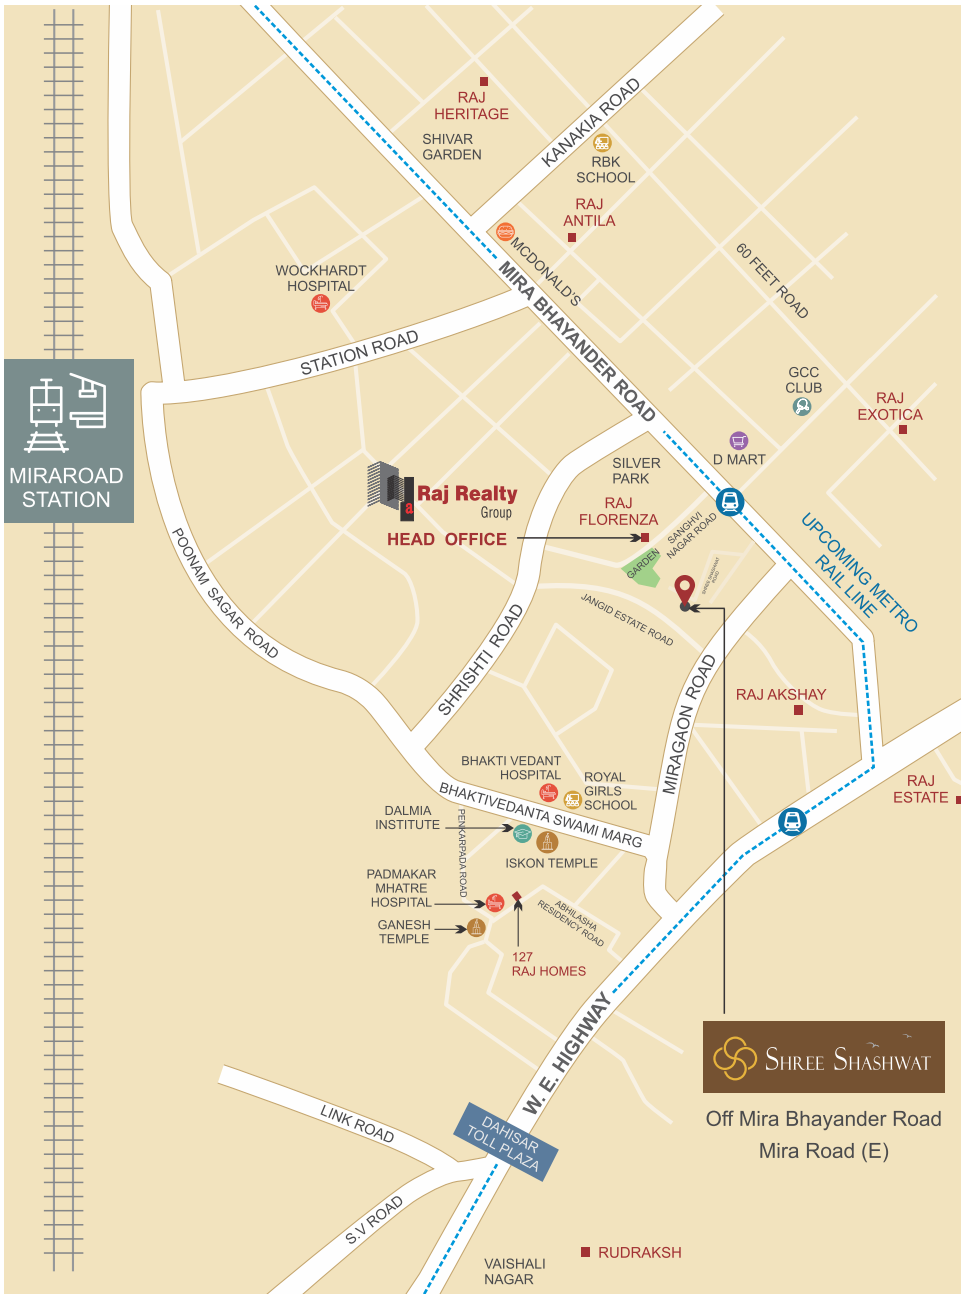 RAJ
HERITAGE
SHIVAR
GARDEN
KANAKIA ROAD
RBK
SCHOOL
RAJ
ANTILA
MCDONALD'S
WOCKHARDT
HOSPITAL
60 FEET ROAD
MIRA BHAYANDER ROAD
STATION ROAD
GCC
CLUB
RAJ
EXOTICA
D MART
MIRAROAD
STATION
SILVER
PARK
Raj Realty
Group
HEAD OFFICE
RAJ
FLORENZA
SANGHVI
NAGAR ROAD
GARDEN
SHREE SHASHWAT
ROAD
UPCOMING METRO
RAIL LINE
JANGID ESTATE ROAD
POONAM SAGAR ROAD
SHRISHTI ROAD
MIRAGAON ROAD
RAJ AKSHAY
BHAKTI VEDANT
HOSPITAL
ROYAL
GIRLS
SCHOOL
RAJ
ESTATE
BHAKTIVEDANTA SWAMI MARG
DALMIA
INSTITUTE
PENKARPADA ROAD
ISKON TEMPLE
PADMAKAR
MHATRE
HOSPITAL
GANESH
TEMPLE
ABHILASHA
RESIDENCY ROAD
127
RAJ HOMES
W. E. HIGHWAY
SHREE SHASHWAT
Off Mira Bhayander Road
Mira Road (E)
LINK ROAD
DAHISAR
TOLL PLAZA
S.V ROAD
VAISHALI
NAGAR
RUDRAKSH